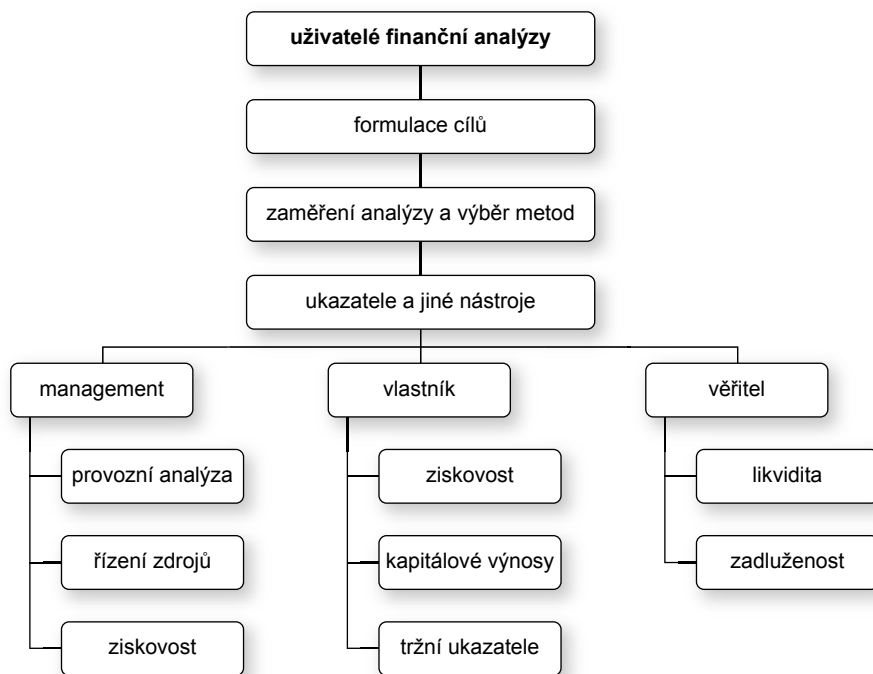 uživatelé finanční analýzy
formulace cílů
zaměření analýzy a výběr metod
ukazatele a jiné nástroje
management
vlastník
věřitel
provozní analýza
ziskovost
likvidita
řízení zdrojů
kapitálové výnosy
zadluženost
ziskovost
tržní ukazatele